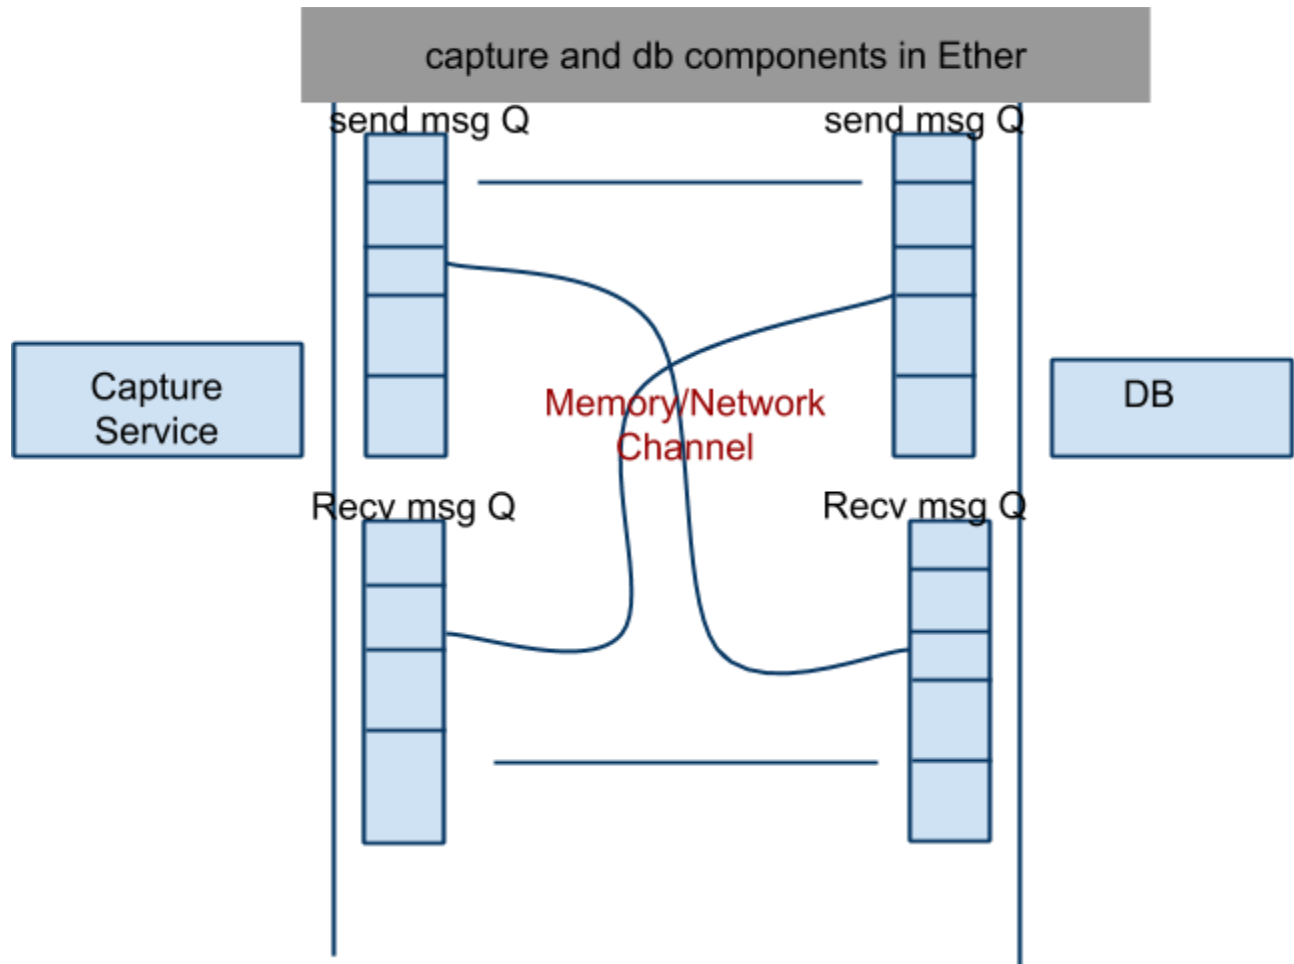 capture and db components in Ether
send msg Q
send msg Q
Capture
Service
Memory/Network
Channel
DB
Recv msg Q
Recv msg Q